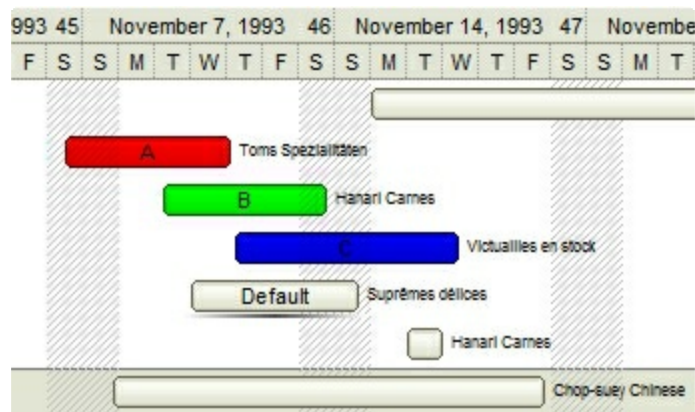 993 45 November 7, 1993 46 November 14, 1993 47 Novembe
F S S M T W T F S S M T W T F S S M T
A Toms Spezialitäten
B Hanari Carnes
C Victuailles en stock
Default Suprêmes délices
Hanari Carnes
Chop-suey Chinese